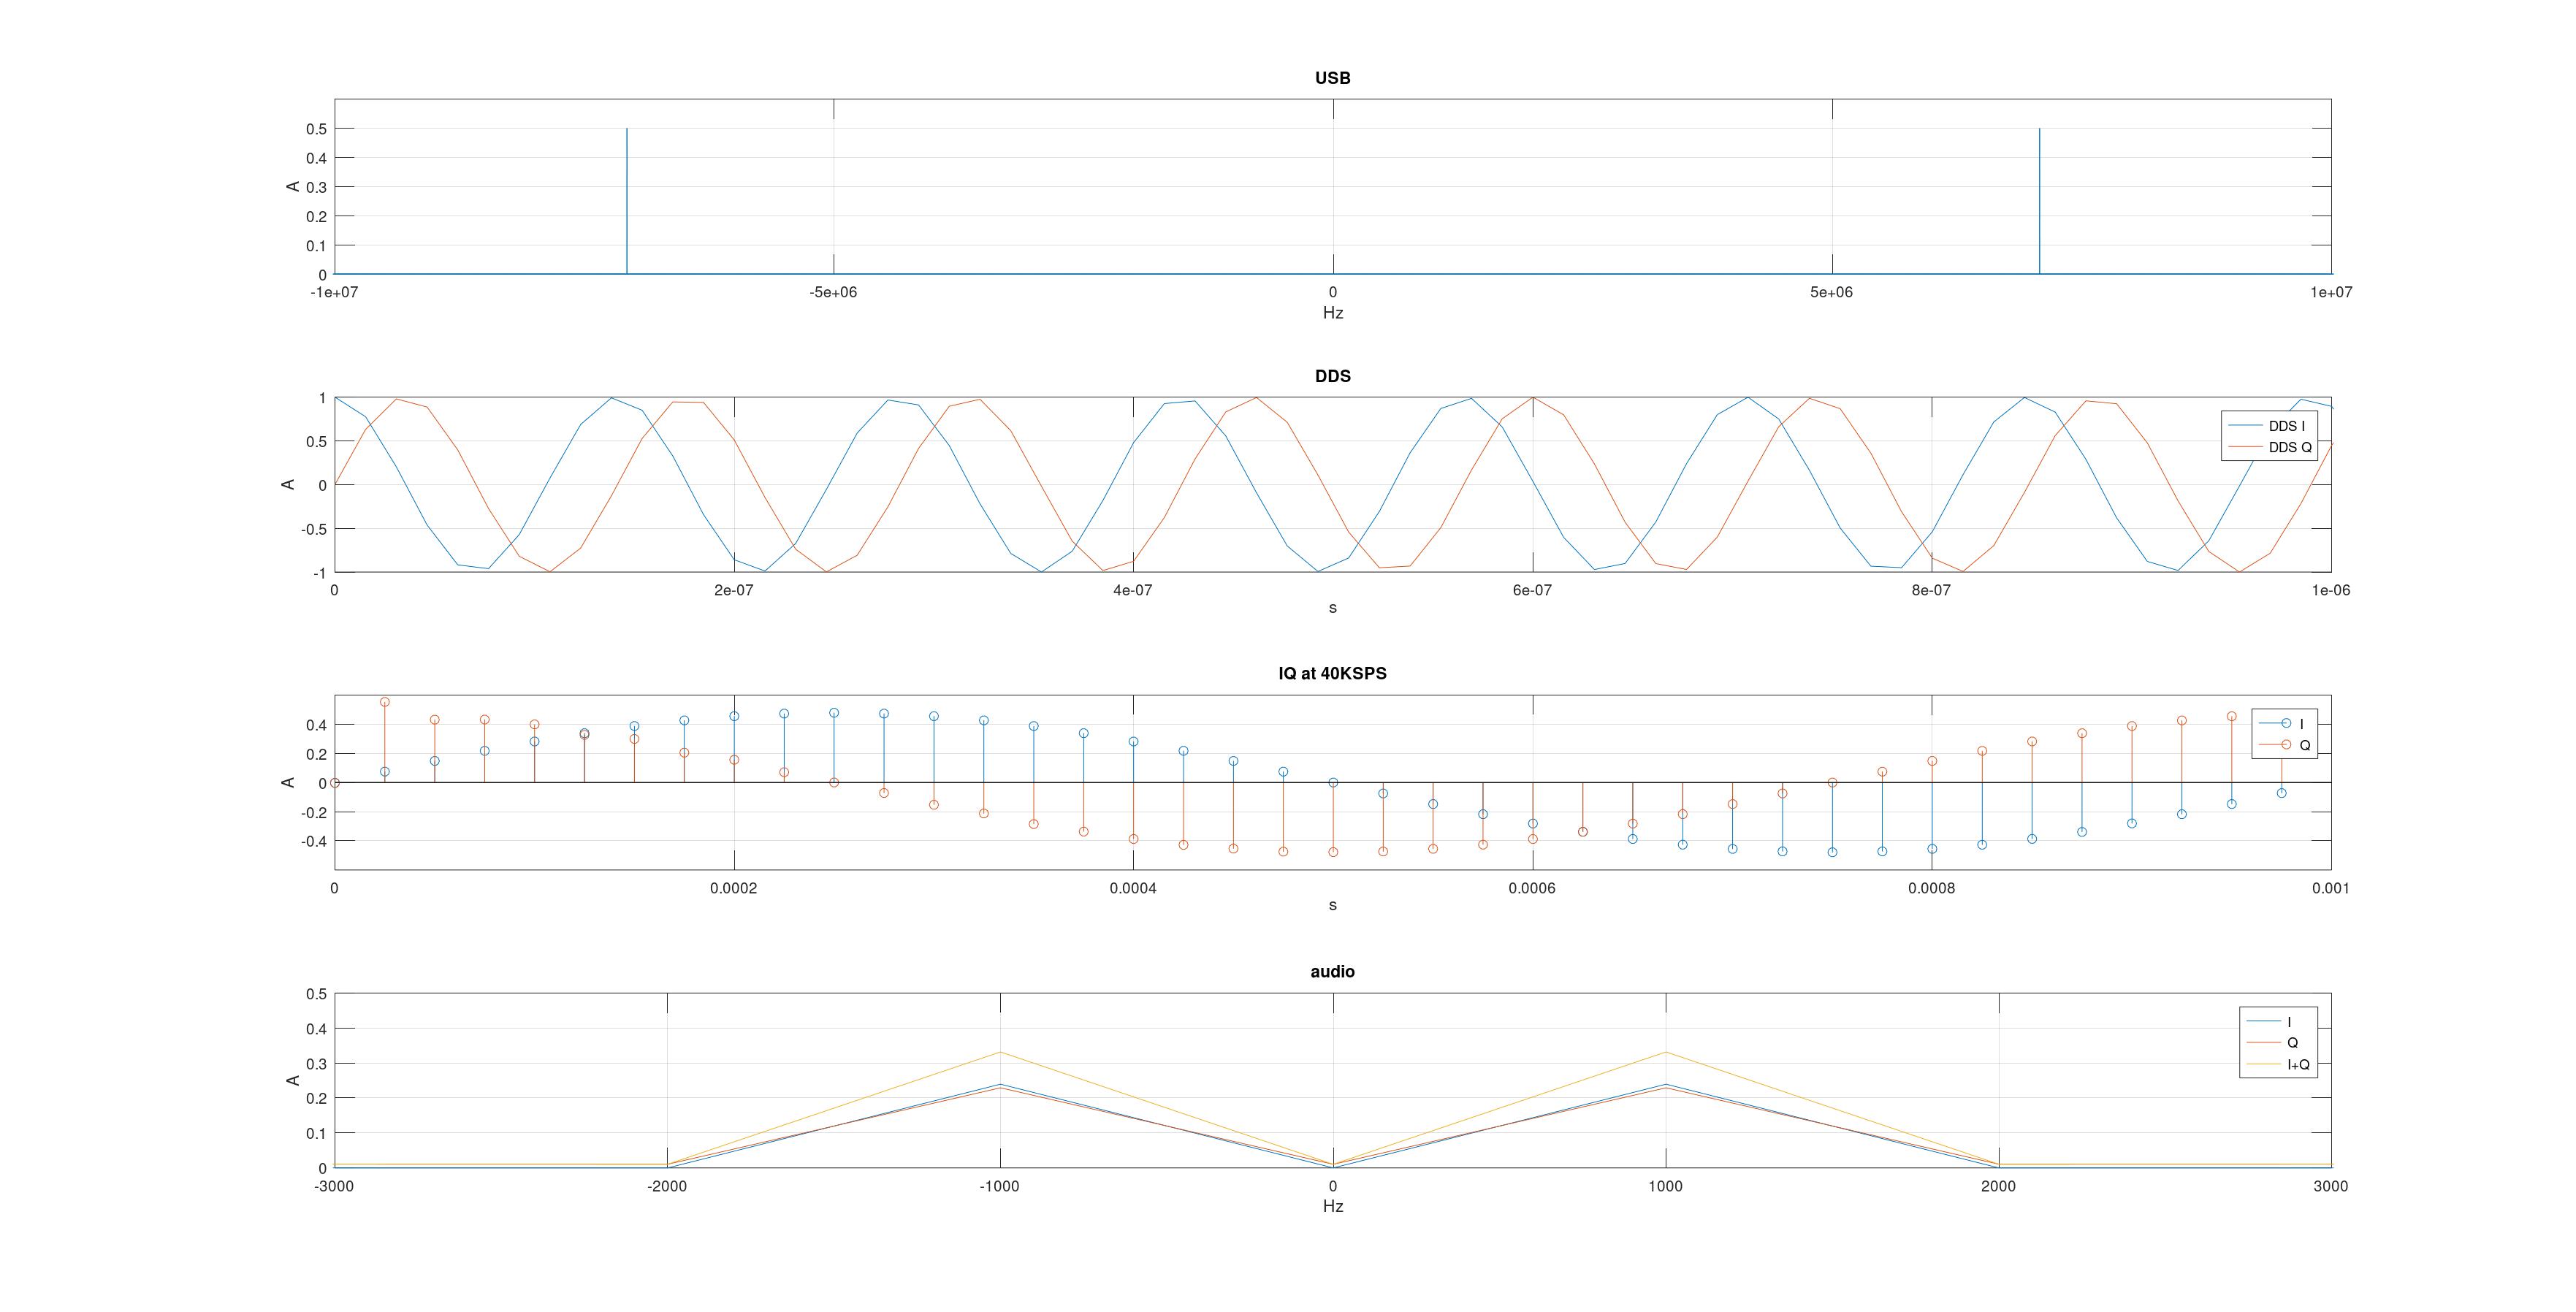 USB
0.5
0.4
0.3
0.2
0.1
0
A
-1e+07 -5e+06 0 5e+06 1e+07
Hz
DDS
1
0.5
0
-0.5
-1
A
DDS I
DDS Q
0 2e-07 4e-07 6e-07 8e-07 1e-06
s
IQ at 40KSPS
0.4
0.2
0
-0.2
-0.4
A
I
Q
0 0.0002 0.0004 0.0006 0.0008 0.001
s
audio
0.5
0.4
0.3
0.2
0.1
0
A
I
Q
I+Q
-3000 -2000 -1000 0 1000 2000 3000
Hz